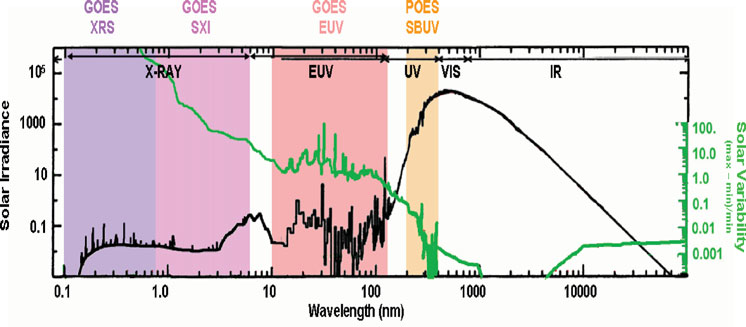 GOES GOES GOES POES
XRS SXI EUV SBUV
X-RAY EUV UV VIS IR
10⁵
1000
10
0.1
Solar Irradiance
100.
10.0
1.0
0.1
0.01
0.001
Solar Variability
(max – min)/min
0.1 1.0 10 100 1000 10000
Wavelength (nm)